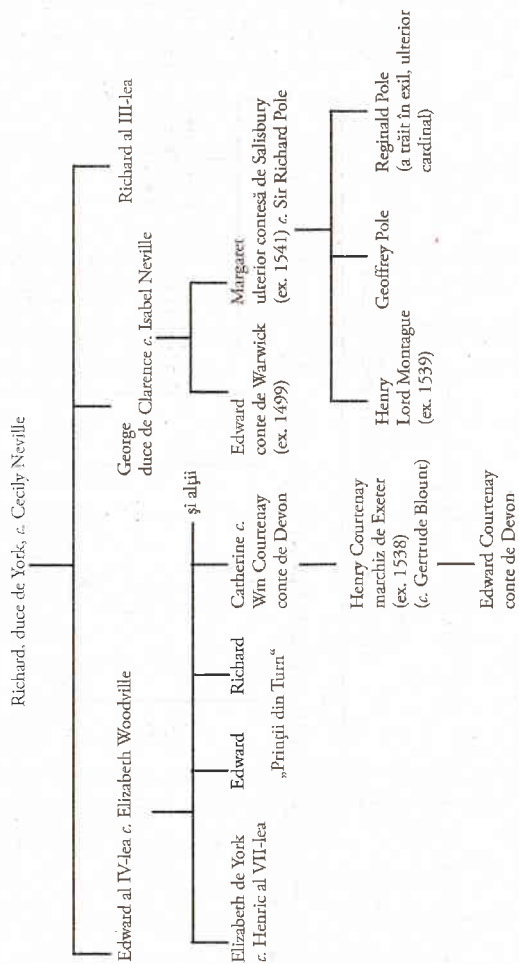 Richard, duce de York, c. Cecily Neville
Edward al IV-lea c. Elizabeth Woodville
George
duce de Clarence c. Isabel Neville
Richard al III-lea
Elizabeth de York
c. Henric al VII-lea
Edward
Richard
„Prinţii din Turn“
Catherine c.
Wm Courtenay
conte de Devon
şi alţii
Edward
conte de Warwick
(ex. 1499)
Margaret
ulterior contesă de Salisbury
(ex. 1541) c. Sir Richard Pole
Henry Courtenay
marchiz de Exeter
(ex. 1538)
(c. Gertrude Blount)
Edward Courtenay
conte de Devon
Henry
Lord Montague
(ex. 1539)
Geoffrey Pole
Reginald Pole
(a trăit în exil, ulterior
cardinal)